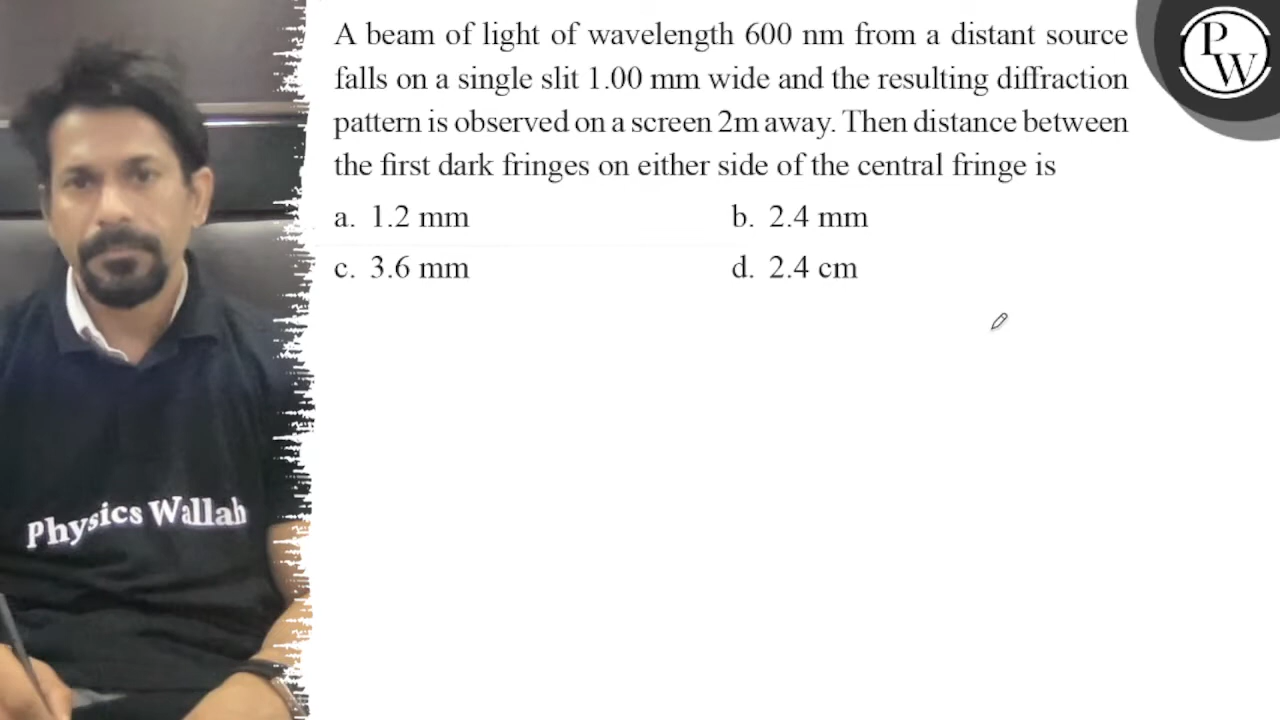 A beam of light of wavelength 600 nm from a distant source
falls on a single slit 1.00 mm wide and the resulting diffraction
pattern is observed on a screen 2m away. Then distance between
the first dark fringes on either side of the central fringe is
a. 1.2 mm
b. 2.4 mm
c. 3.6 mm
d. 2.4 cm
PW
Physics Wallah